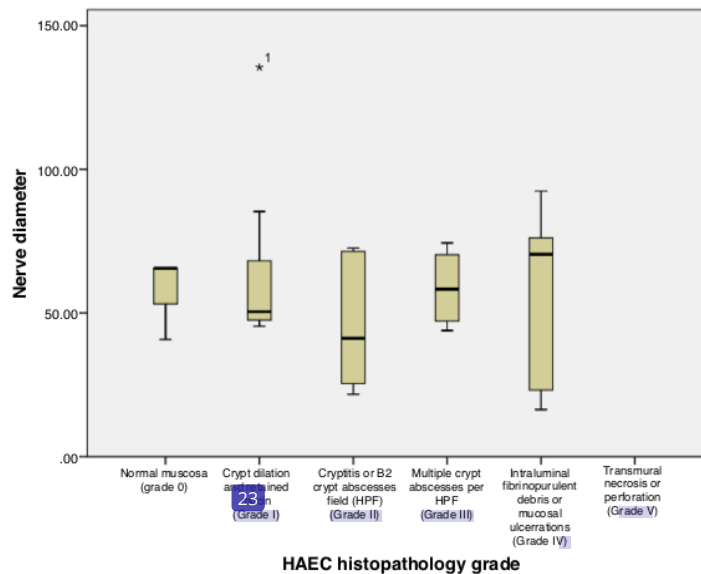 150.00
100.00
50.00
.00
Nerve diameter
*1
Normal muscosa
(grade 0)
Crypt dilation
and retained
23
(Grade I)
Cryptitis or B2
crypt abscesses
field (HPF)
(Grade II)
Multiple crypt
abscesses per
HPF
(Grade III)
Intraluminal
fibrinopurulent
debris or
mucosal
ulcerrations
(Grade IV)
Transmural
necrosis or
perforation
(Grade V)
HAEC histopathology grade